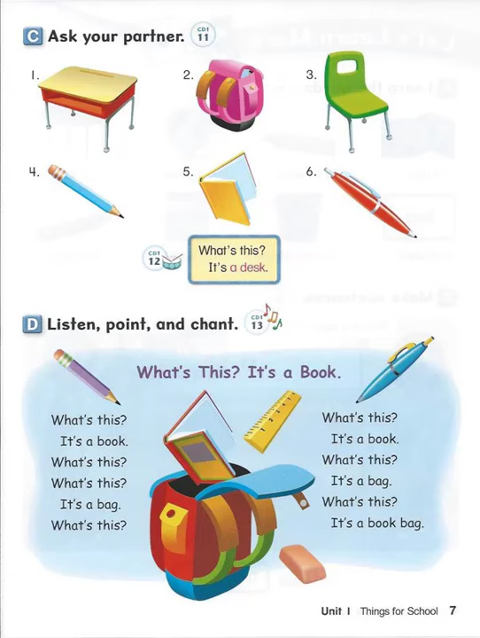 C Ask your partner. CD1 11
1.
2.
3.
4.
5.
6.
CD1 12
What's this?
It's a desk.
D Listen, point, and chant. CD1 13
What's This? It's a Book.
What's this?
It's a book.
What's this?
What's this?
It's a bag.
What's this?
What's this?
It's a book.
What's this?
It's a bag.
What's this?
It's a book bag.
Unit 1 Things for School 7